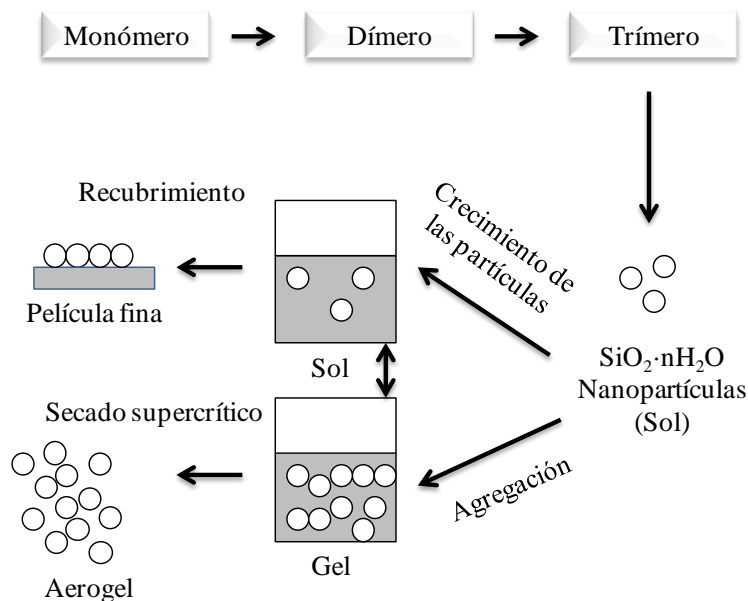 Monómero
Dímero
Trímero
Recubrimiento
Crecimiento de
las partículas
Película fina
Sol
SiO₂·nH₂O
Nanopartículas
(Sol)
Secado supercrítico
Agregación
Gel
Aerogel